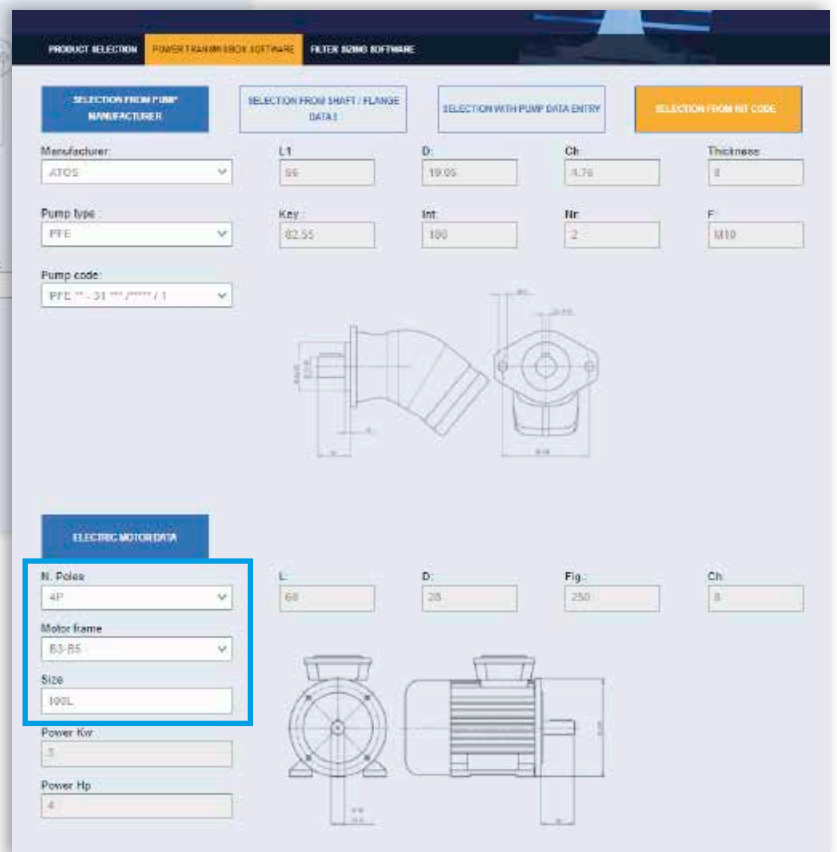 PRODUCT SELECTION POWER TRANSMISSION SOFTWARE FILTER SIZING SOFTWARE
SELECTION FROM PUMP MANUFACTURER
SELECTION FROM SHAFT / FLANGE DATAS
SELECTION WITH PUMP DATA ENTRY
SELECTION FROM KIT CODE
Manufacturer: L1: D: Ch: Thickness
ATOS 56 19.05 4.76 8
Pump type : Key : Int: Nr: F:
PFE 82.55 100 2 M10
Pump code:
PFE ** - 31 *** /***** / 1
ELECTRIC MOTOR DATA
N. Poles L: D: Fig.: Ch:
4P 60 28 250 8
Motor frame
B3-B5
Size
100L
Power Kw
3
Power Hp
4